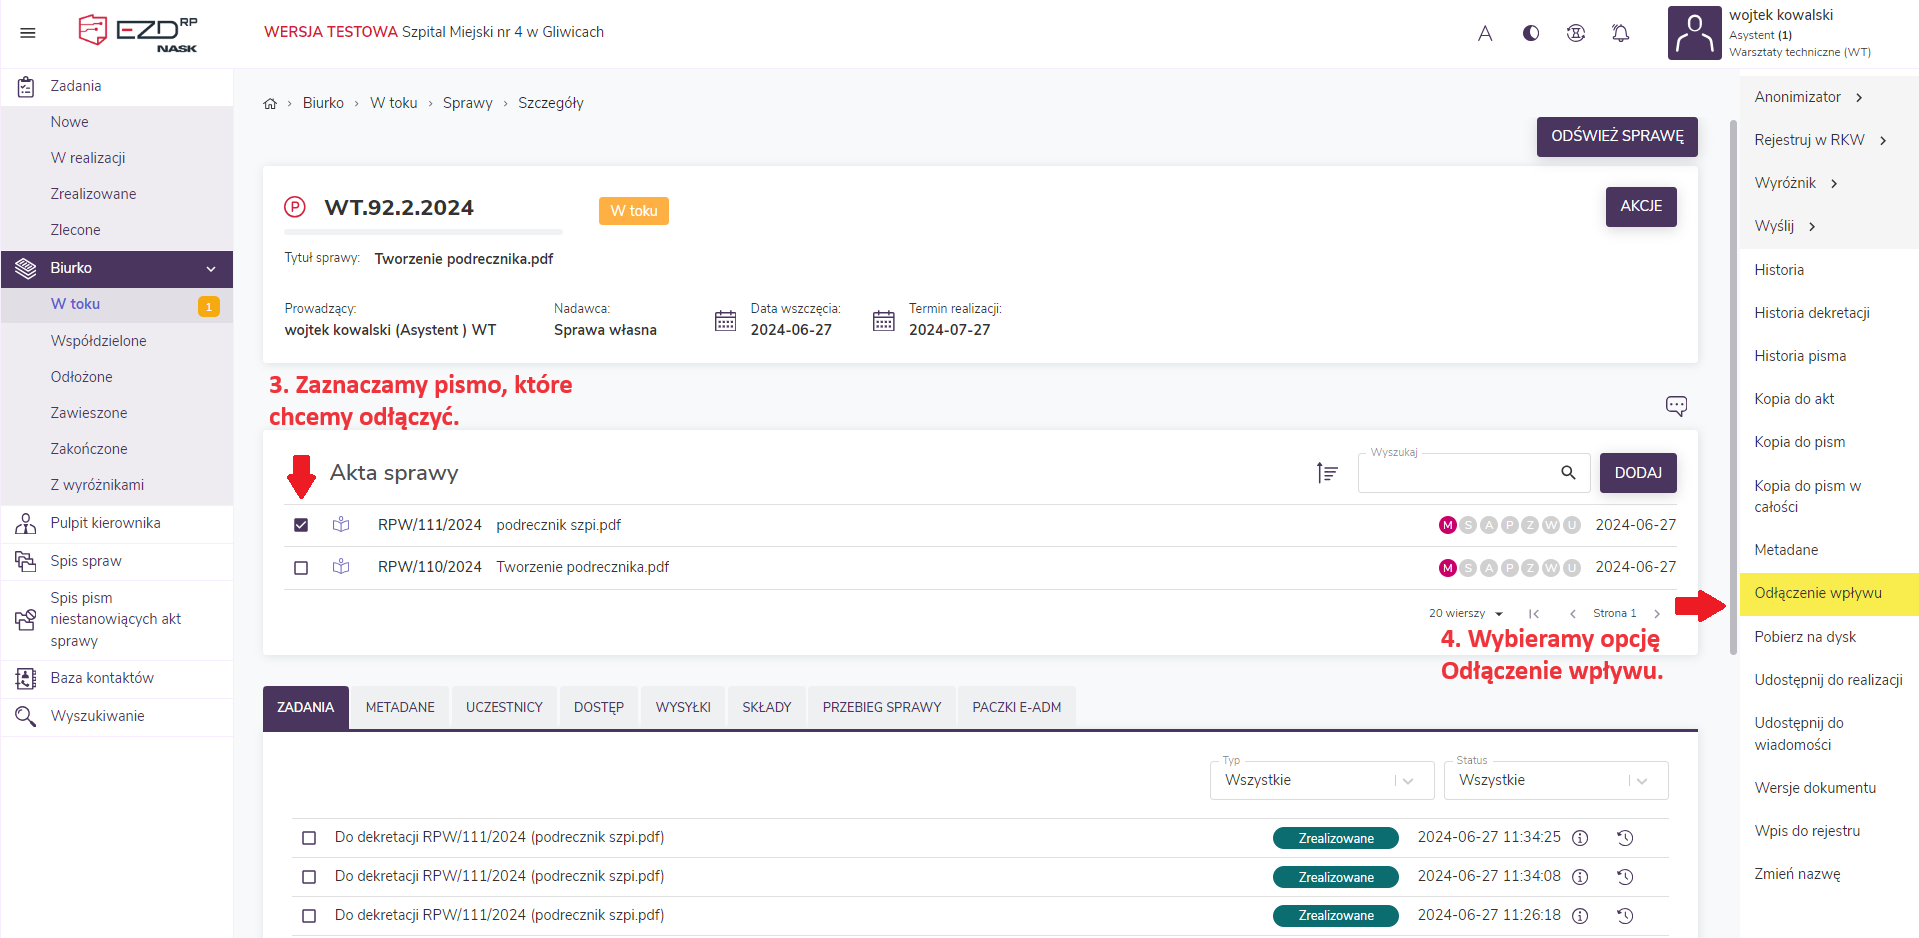 EZD RP
NASK
WERSJA TESTOWA Szpital Miejski nr 4 w Gliwicach
A
wojtek kowalski
Asystent (1)
Warsztaty techniczne (WT)
Zadania
Nowe
W realizacji
Zrealizowane
Zlecone
Biurko
W toku 1
Współdzielone
Odłożone
Zawieszone
Zakończone
Z wyróżnikami
Pulpit kierownika
Spis spraw
Spis pism
niestanowiących akt
sprawy
Baza kontaktów
Wyszukiwanie
Biurko › W toku › Sprawy › Szczegóły
ODŚWIEŻ SPRAWĘ
P WT.92.2.2024 W toku
AKCJE
Tytuł sprawy: Tworzenie podrecznika.pdf
Prowadzący: Nadawca: Data wszczęcia: Termin realizacji:
wojtek kowalski (Asystent ) WT Sprawa własna 2024-06-27 2024-07-27
3. Zaznaczamy pismo, które
chcemy odłączyć.
Akta sprawy
Wyszukaj
DODAJ
RPW/111/2024 podrecznik szpi.pdf M S A P Z W U 2024-06-27
RPW/110/2024 Tworzenie podrecznika.pdf M S A P Z W U 2024-06-27
20 wierszy Strona 1
4. Wybieramy opcję
Odłączenie wpływu.
ZADANIA METADANE UCZESTNICY DOSTĘP WYSYŁKI SKŁADY PRZEBIEG SPRAWY PACZKI E-ADM
Typ Status
Wszystkie Wszystkie
Do dekretacji RPW/111/2024 (podrecznik szpi.pdf) Zrealizowane 2024-06-27 11:34:25
Do dekretacji RPW/111/2024 (podrecznik szpi.pdf) Zrealizowane 2024-06-27 11:34:08
Do dekretacji RPW/111/2024 (podrecznik szpi.pdf) Zrealizowane 2024-06-27 11:26:18
Anonimizator
Rejestruj w RKW
Wyróżnik
Wyślij
Historia
Historia dekretacji
Historia pisma
Kopia do akt
Kopia do pism
Kopia do pism w
całości
Metadane
Odłączenie wpływu
Pobierz na dysk
Udostępnij do realizacji
Udostępnij do
wiadomości
Wersje dokumentu
Wpis do rejestru
Zmień nazwę